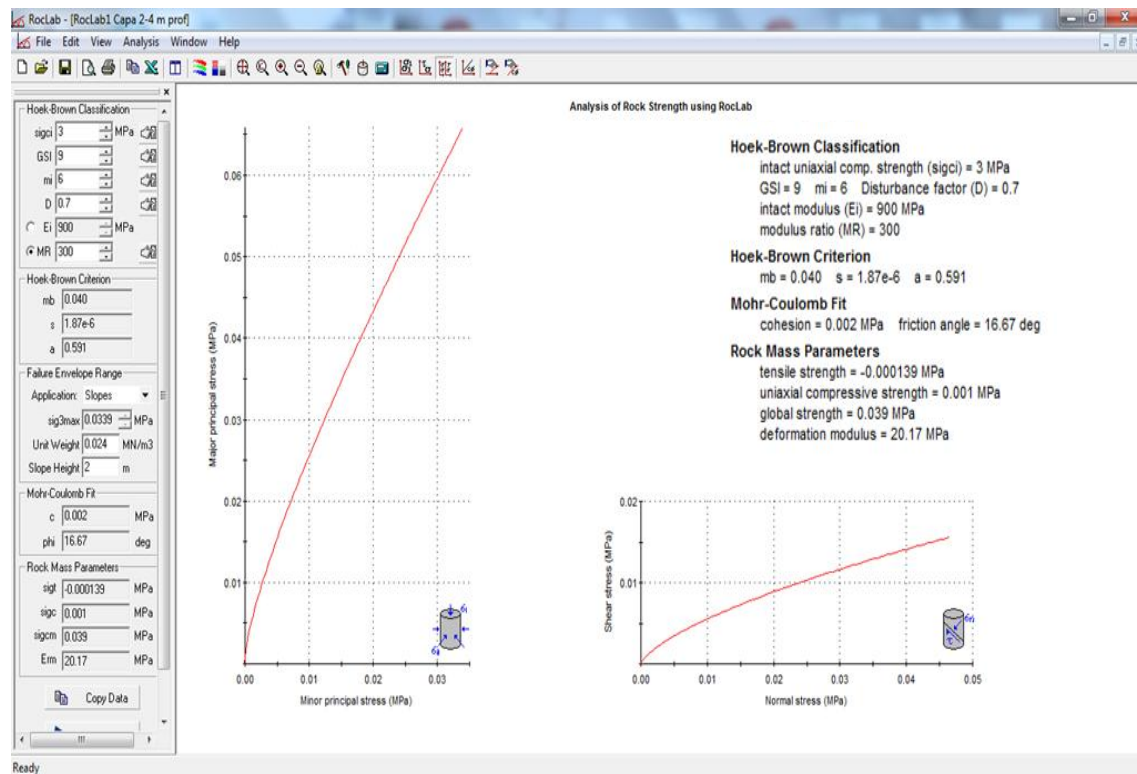 RocLab - [RocLab1 Capa 2-4 m prof]
File Edit View Analysis Window Help
Hoek-Brown Classification
sigci 3 MPa
GSI 9
mi 6
D 0.7
Ei 900 MPa
MR 300
Hoek-Brown Criterion
mb 0.040
s 1.87e-6
a 0.591
Failure Envelope Range
Application: Slopes
sig3max 0.0339 MPa
Unit Weight 0.024 MN/m3
Slope Height 2 m
Mohr-Coulomb Fit
c 0.002 MPa
phi 16.67 deg
Rock Mass Parameters
sigt -0.000139 MPa
sigc 0.001 MPa
sigcm 0.039 MPa
Erm 20.17 MPa
Copy Data
Ready
Analysis of Rock Strength using RocLab
Major principal stress (MPa)
0.06
0.05
0.04
0.03
0.02
0.01
0.00 0.01 0.02 0.03
Minor principal stress (MPa)
Hoek-Brown Classification
intact uniaxial comp. strength (sigci) = 3 MPa
GSI = 9 mi = 6 Disturbance factor (D) = 0.7
intact modulus (Ei) = 900 MPa
modulus ratio (MR) = 300
Hoek-Brown Criterion
mb = 0.040 s = 1.87e-6 a = 0.591
Mohr-Coulomb Fit
cohesion = 0.002 MPa friction angle = 16.67 deg
Rock Mass Parameters
tensile strength = -0.000139 MPa
uniaxial compressive strength = 0.001 MPa
global strength = 0.039 MPa
deformation modulus = 20.17 MPa
Shear stress (MPa)
0.02
0.01
0.00 0.01 0.02 0.03 0.04 0.05
Normal stress (MPa)